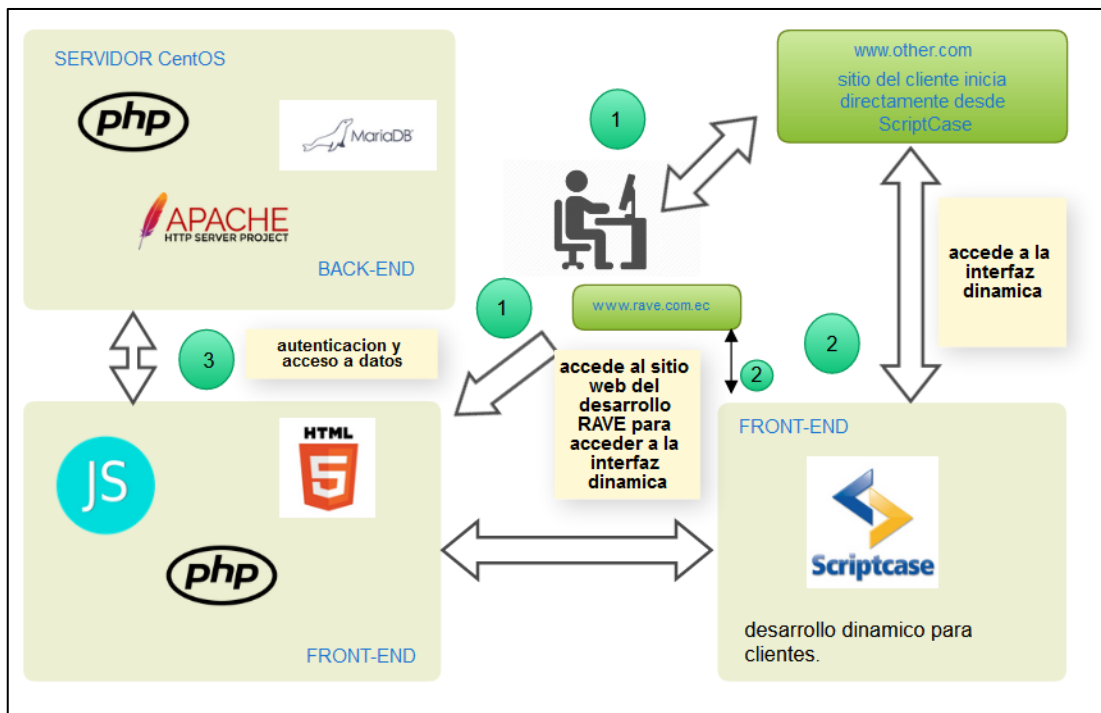 SERVIDOR CentOS
php
MariaDB
APACHE
HTTP SERVER PROJECT
BACK-END
www.other.com
sitio del cliente inicia
directamente desde
ScriptCase
1
accede a la
interfaz
dinamica
1
www.rave.com.ec
3
autenticacion y
acceso a datos
accede al sitio
web del
desarrollo
RAVE para
acceder a la
interfaz
dinamica
2
2
JS
HTML
5
php
FRONT-END
FRONT-END
Scriptcase
desarrollo dinamico para
clientes.